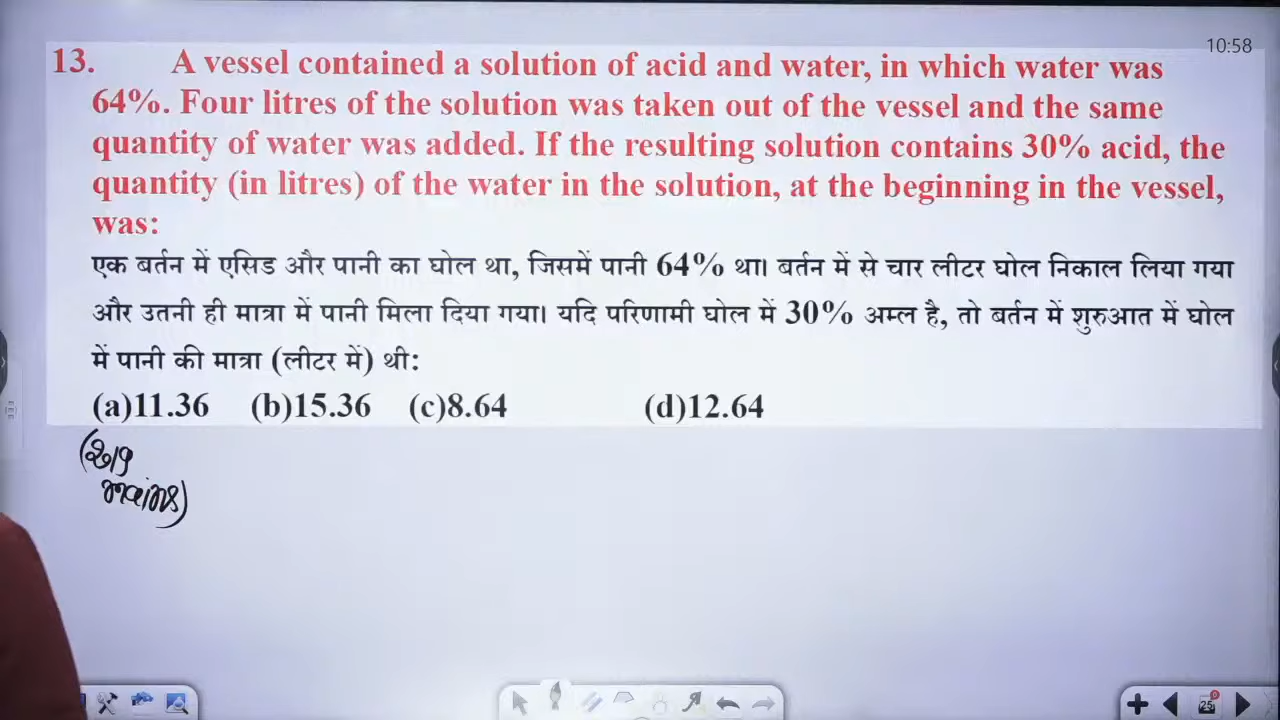 10:58
13. A vessel contained a solution of acid and water, in which water was
64%. Four litres of the solution was taken out of the vessel and the same
quantity of water was added. If the resulting solution contains 30% acid, the
quantity (in litres) of the water in the solution, at the beginning in the vessel,
was:
एक बर्तन में एसिड और पानी का घोल था, जिसमें पानी 64% था। बर्तन में से चार लीटर घोल निकाल लिया गया
और उतनी ही मात्रा में पानी मिला दिया गया। यदि परिणामी घोल में 30% अम्ल है, तो बर्तन में शुरुआत में घोल
में पानी की मात्रा (लीटर में) थी:
(a)11.36 (b)15.36 (c)8.64 (d)12.64
25